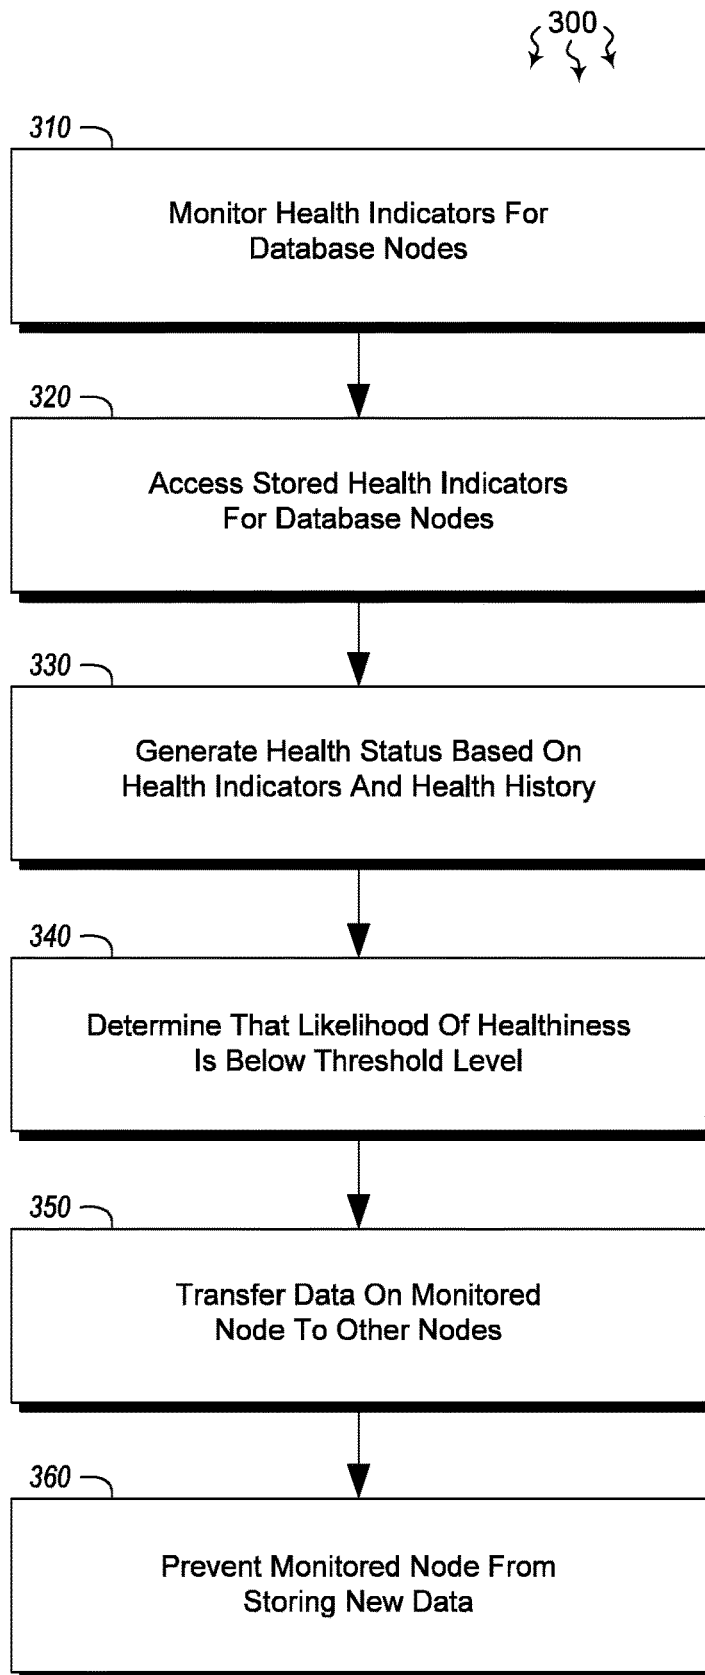 300
310
Monitor Health Indicators For
Database Nodes
320
Access Stored Health Indicators
For Database Nodes
330
Generate Health Status Based On
Health Indicators And Health History
340
Determine That Likelihood Of Healthiness
Is Below Threshold Level
350
Transfer Data On Monitored
Node To Other Nodes
360
Prevent Monitored Node From
Storing New Data